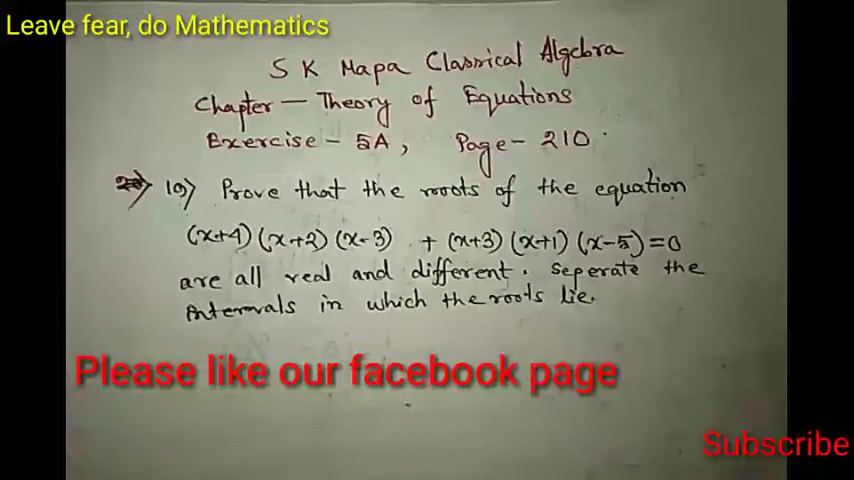 Leave fear, do Mathematics
S K Mapa Classical Algebra
Chapter — Theory of Equations
Exercise - 5A, Page - 210
19) Prove that the roots of the equation
(x+4) (x+2) (x-3) + (x+3) (x+1) (x-5) = 0
are all real and different. Seperate the
intervals in which the roots lie.
Please like our facebook page
Subscribe